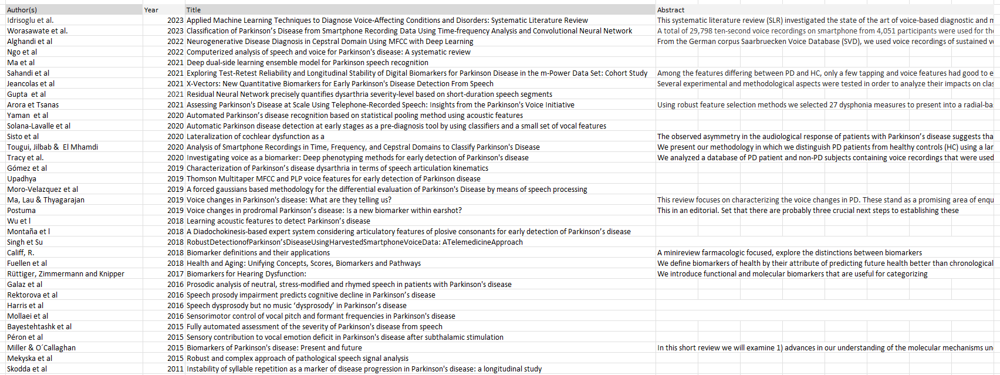 Author(s) Year Title Abstract
Idrisoglu et al. 2023 Applied Machine Learning Techniques to Diagnose Voice-Affecting Conditions and Disorders: Systematic Literature Review This systematic literature review (SLR) investigated the state of the art of voice-based diagnostic and m
Worasawate et al. 2023 Classification of Parkinson's Disease from Smartphone Recording Data Using Time-frequency Analysis and Convolutional Neural Network A total of 29,798 ten-second voice recordings on smartphone from 4,051 participants were used for the
Alghandi et al 2022 Neurogenerative Disease Diagnosis in Cepstral Domain Using MFCC with Deep Learning From the German corpus Saarbruecken Voice Database (SVD), we used voice recordings of sustained v
Ngo et al 2022 Computerized analysis of speech and voice for Parkinson's disease: A systematic review
Ma et al 2021 Deep dual-side learning ensemble model for Parkinson speech recognition
Sahandi et al 2021 Exploring Test-Retest Reliability and Longitudinal Stability of Digital Biomarkers for Parkinson Disease in the m-Power Data Set: Cohort Study Among the features differing between PD and HC, only a few tapping and voice features had good to e
Jeancolas et al 2021 X-Vectors: New Quantitative Biomarkers for Early Parkinson's Disease Detection From Speech Several experimental and methodological aspects were tested in order to analyze their impacts on clas
Gupta  et al 2021 Residual Neural Network precisely quantifies dysarthria severity-level based on short-duration speech segments
Arora et Tsanas 2021 Assessing Parkinson's Disease at Scale Using Telephone-Recorded Speech: Insights from the Parkinson's Voice Initiative Using robust feature selection methods we selected 27 dysphonia measures to present into a radial-ba
Yaman  et al 2020 Automated Parkinson's disease recognition based on statistical pooling method using acoustic features
Solana-Lavalle et al 2020 Automatic Parkinson disease detection at early stages as a pre-diagnosis tool by using classifiers and a small set of vocal features
Sisto et al 2020 Lateralization of cochlear dysfunction as a The observed asymmetry in the audiological response of patients with Parkinson's disease suggests tha
Tougui, Jilbab &  El Mhamdi 2020 Analysis of Smartphone Recordings in Time, Frequency, and Cepstral Domains to Classify Parkinson's Disease We present our methodology in which we distinguish PD patients from healthy controls (HC) using a lar
Tracy et al. 2020 Investigating voice as a biomarker: Deep phenotyping methods for early detection of Parkinson's disease We analyzed a database of PD patient and non-PD subjects containing voice recordings that were used
Gómez et al 2019 Characterization of Parkinson's disease dysarthria in terms of speech articulation kinematics
Upadhya 2019 Thomson Multitaper MFCC and PLP voice features for early detection of Parkinson disease
Moro-Velazquez et al 2019 A forced gaussians based methodology for the differential evaluation of Parkinson's Disease by means of speech processing
Ma, Lau & Thyagarajan 2019 Voice changes in Parkinson's disease: What are they telling us? This review focuses on characterizing the voice changes in PD. These stand as a promising area of enqu
Postuma 2019 Voice changes in prodromal Parkinson's disease: Is a new biomarker within earshot? This in an editorial. Set that there are probably three crucial next steps to establishing these
Wu et l 2018 Learning acoustic features to detect Parkinson's disease
Montaña et l 2018 A Diadochokinesis-based expert system considering articulatory features of plosive consonants for early detection of Parkinson's disease
Singh et Su 2018 RobustDetectionofParkinson'sDiseaseUsingHarvestedSmartphoneVoiceData: ATelemedicineApproach
Califf, R. 2018 Biomarker definitions and their applications A minireview farmacologic focused, explore the distinctions between biomarkers
Fuellen et al 2018 Health and Aging: Unifying Concepts, Scores, Biomarkers and Pathways We define biomarkers of health by their attribute of predicting future health better than chronological
Rüttiger, Zimmermann and Knipper 2017 Biomarkers for Hearing Dysfunction: We introduce functional and molecular biomarkers that are useful for categorizing
Galaz et al 2016 Prosodic analysis of neutral, stress-modified and rhymed speech in patients with Parkinson's disease
Rektorova et al 2016 Speech prosody impairment predicts cognitive decline in Parkinson's disease
Harris et al 2016 Speech dysprosody but no music 'dysprosody' in Parkinson's disease
Mollaei et al 2016 Sensorimotor control of vocal pitch and formant frequencies in Parkinson's disease
Bayestehtashk et al 2015 Fully automated assessment of the severity of Parkinson's disease from speech
Péron et al 2015 Sensory contribution to vocal emotion deficit in Parkinson's disease after subthalamic stimulation
Miller & O´Callaghan 2015 Biomarkers of Parkinson's disease: Present and future In this short review we will examine 1) advances in our understanding of the molecular mechanisms un
Mekyska et al 2015 Robust and complex approach of pathological speech signal analysis
Skodda et al 2011 Instability of syllable repetition as a marker of disease progression in Parkinson's disease: a longitudinal study